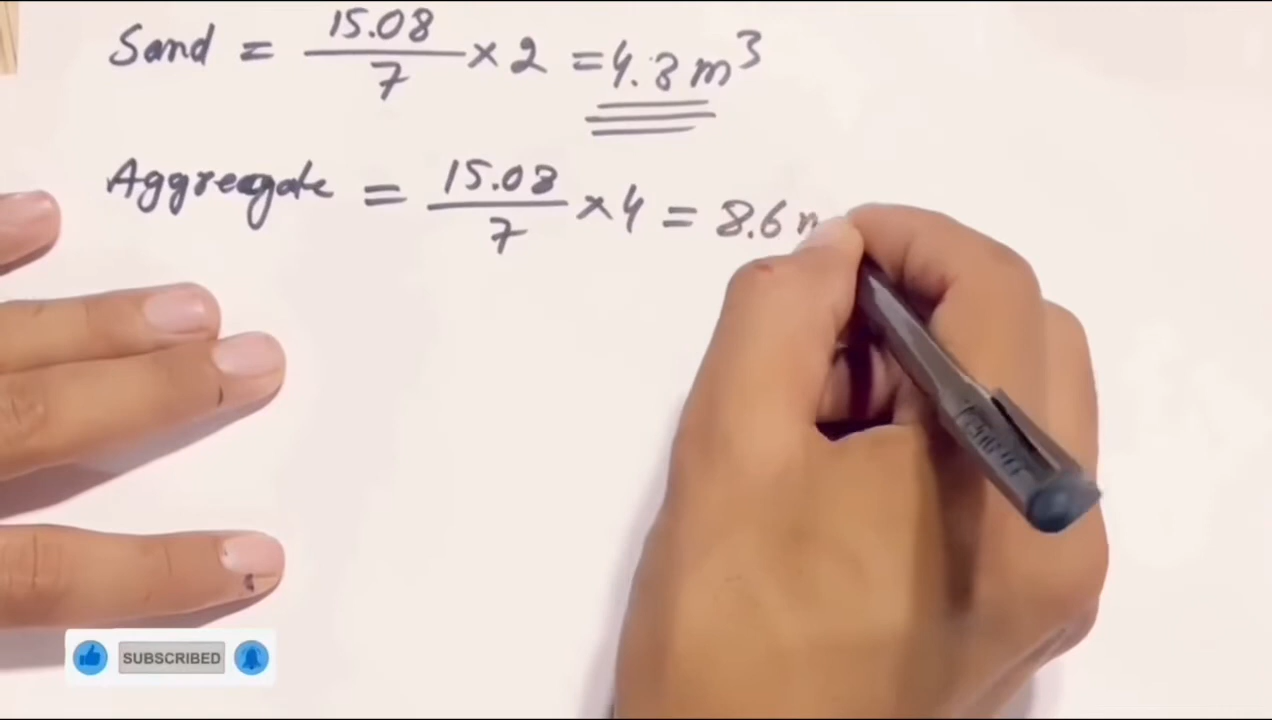 Sand = 15.08/7 × 2 = 4.3 m³
Aggregate = 15.08/7 × 4 = 8.6
SUBSCRIBED